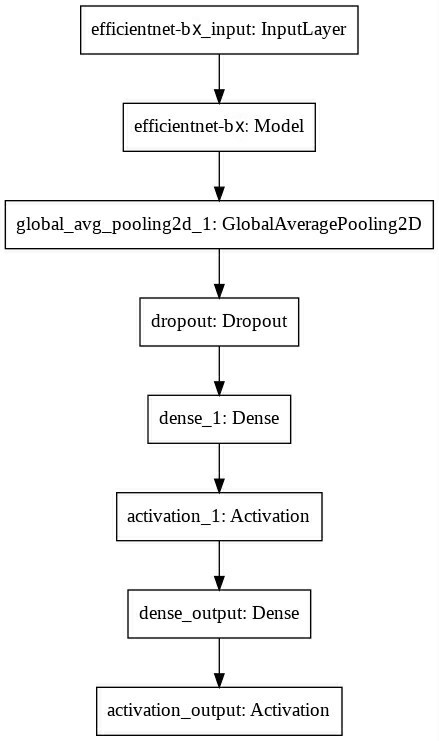 efficientnet-bx_input: InputLayer
efficientnet-bx: Model
global_avg_pooling2d_1: GlobalAveragePooling2D
dropout: Dropout
dense_1: Dense
activation_1: Activation
dense_output: Dense
activation_output: Activation